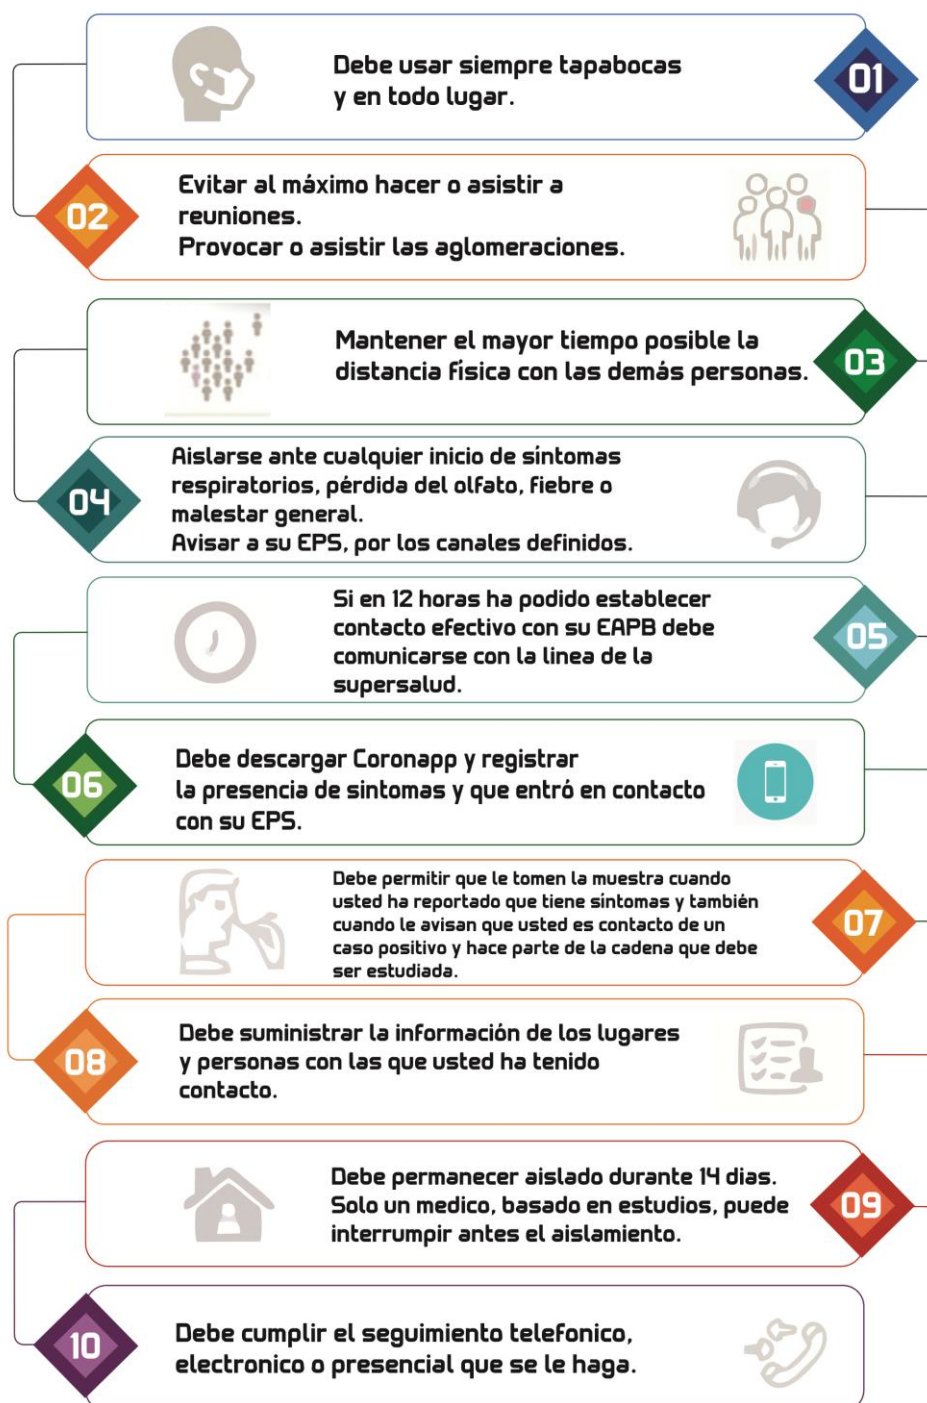 Debe usar siempre tapabocas
y en todo lugar.
01
02
Evitar al máximo hacer o asistir a
reuniones.
Provocar o asistir las aglomeraciones.
Mantener el mayor tiempo posible la
distancia física con las demás personas.
03
04
Aislarse ante cualquier inicio de síntomas
respiratorios, pérdida del olfato, fiebre o
malestar general.
Avisar a su EPS, por los canales definidos.
Si en 12 horas ha podido establecer
contacto efectivo con su EAPB debe
comunicarse con la linea de la
supersalud.
05
06
Debe descargar Coronapp y registrar
la presencia de sintomas y que entró en contacto
con su EPS.
Debe permitir que le tomen la muestra cuando
usted ha reportado que tiene síntomas y también
cuando le avisan que usted es contacto de un
caso positivo y hace parte de la cadena que debe
ser estudiada.
07
08
Debe suministrar la información de los lugares
y personas con las que usted ha tenido
contacto.
Debe permanecer aislado durante 14 dias.
Solo un medico, basado en estudios, puede
interrumpir antes el aislamiento.
09
10
Debe cumplir el seguimiento telefonico,
electronico o presencial que se le haga.